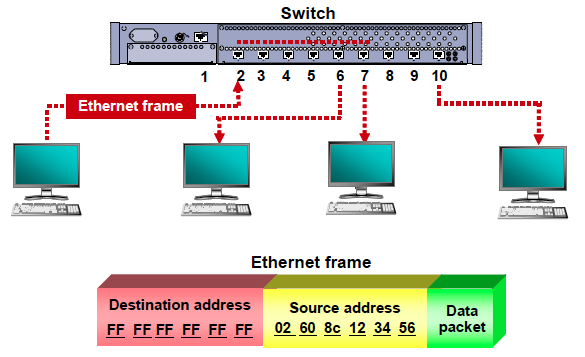 Switch
1 2 3 4 5 6 7 8 9 10
Ethernet frame
Ethernet frame
Destination address Source address Data packet
FF FF FF FF FF FF 02 60 8c 12 34 56